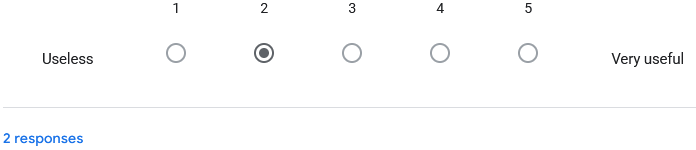 1 2 3 4 5
Useless Very useful
2 responses